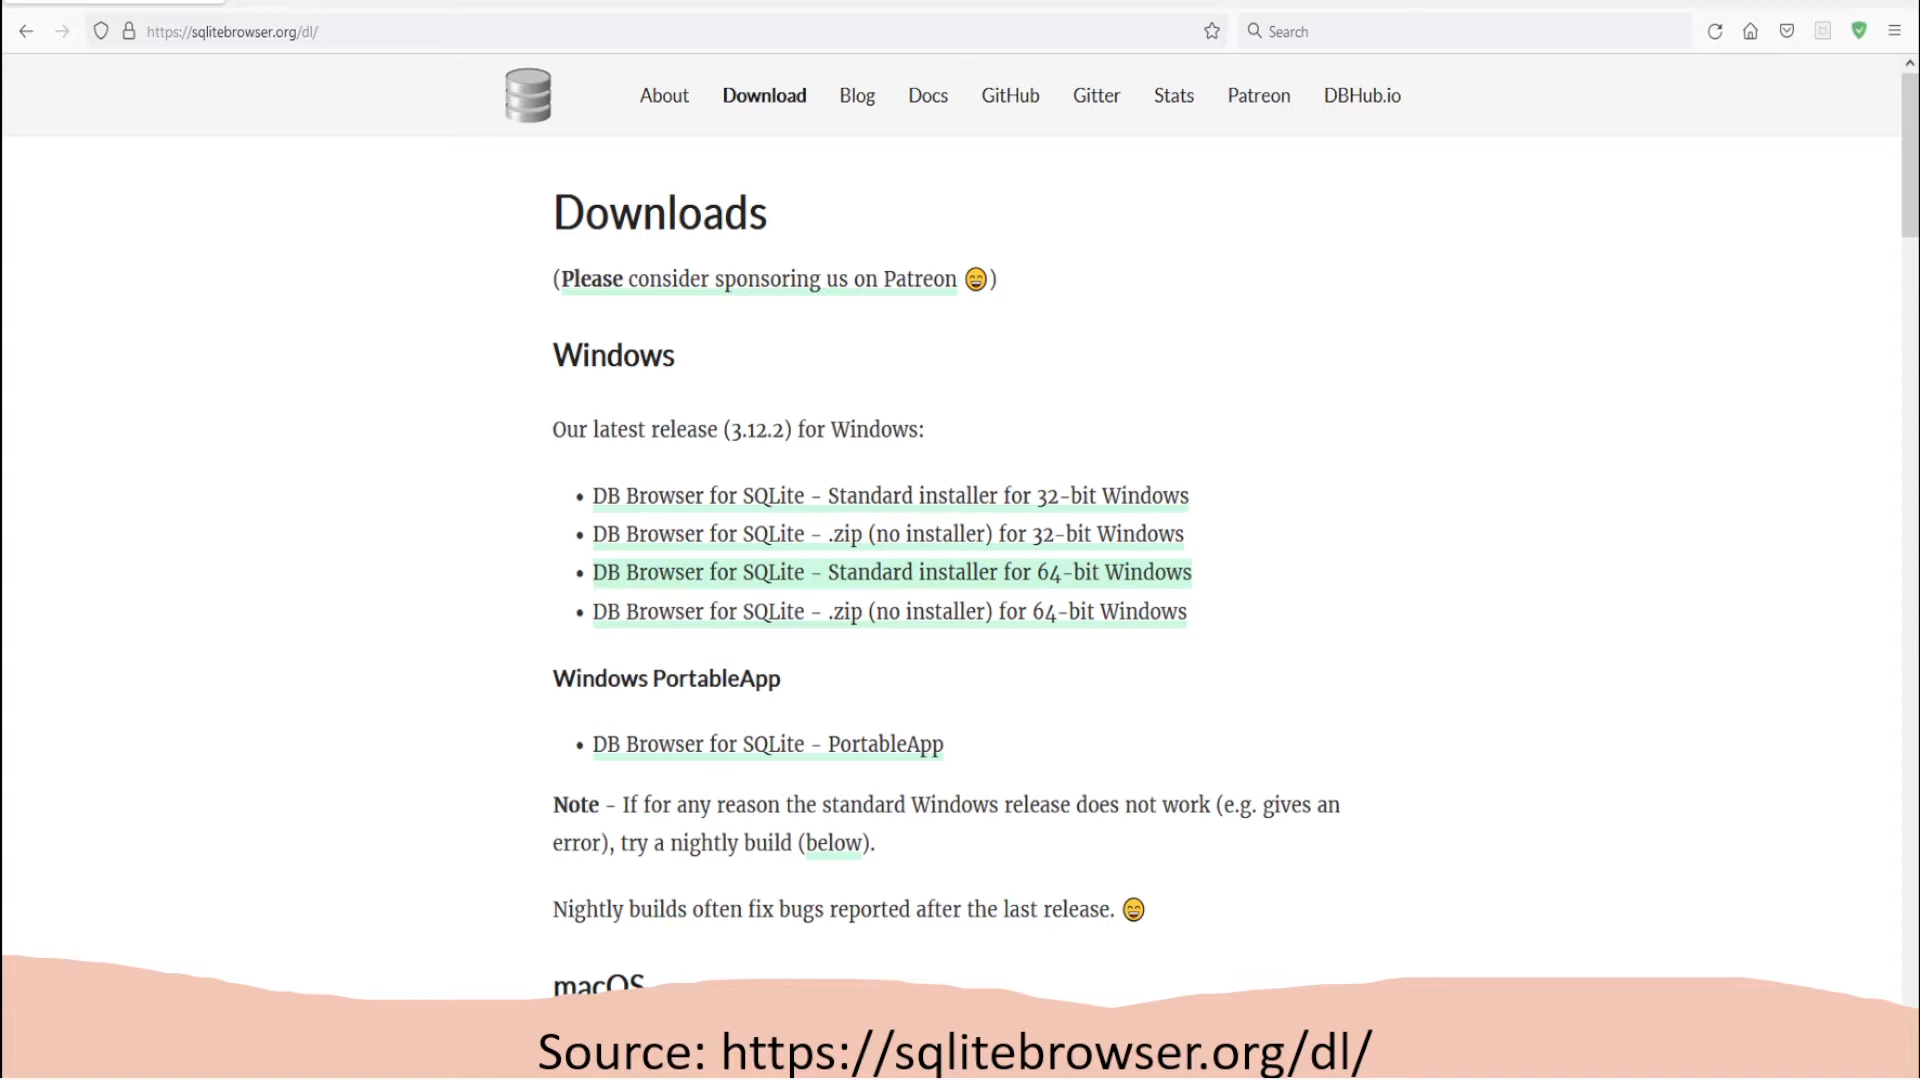 https://sqlitebrowser.org/dl/
Search
About Download Blog Docs GitHub Gitter Stats Patreon DBHub.io
Downloads
(Please consider sponsoring us on Patreon 😄)
Windows
Our latest release (3.12.2) for Windows:
• DB Browser for SQLite - Standard installer for 32-bit Windows
• DB Browser for SQLite - .zip (no installer) for 32-bit Windows
• DB Browser for SQLite - Standard installer for 64-bit Windows
• DB Browser for SQLite - .zip (no installer) for 64-bit Windows
Windows PortableApp
• DB Browser for SQLite - PortableApp
Note - If for any reason the standard Windows release does not work (e.g. gives an
error), try a nightly build (below).
Nightly builds often fix bugs reported after the last release. 😄
macOS
Source: https://sqlitebrowser.org/dl/